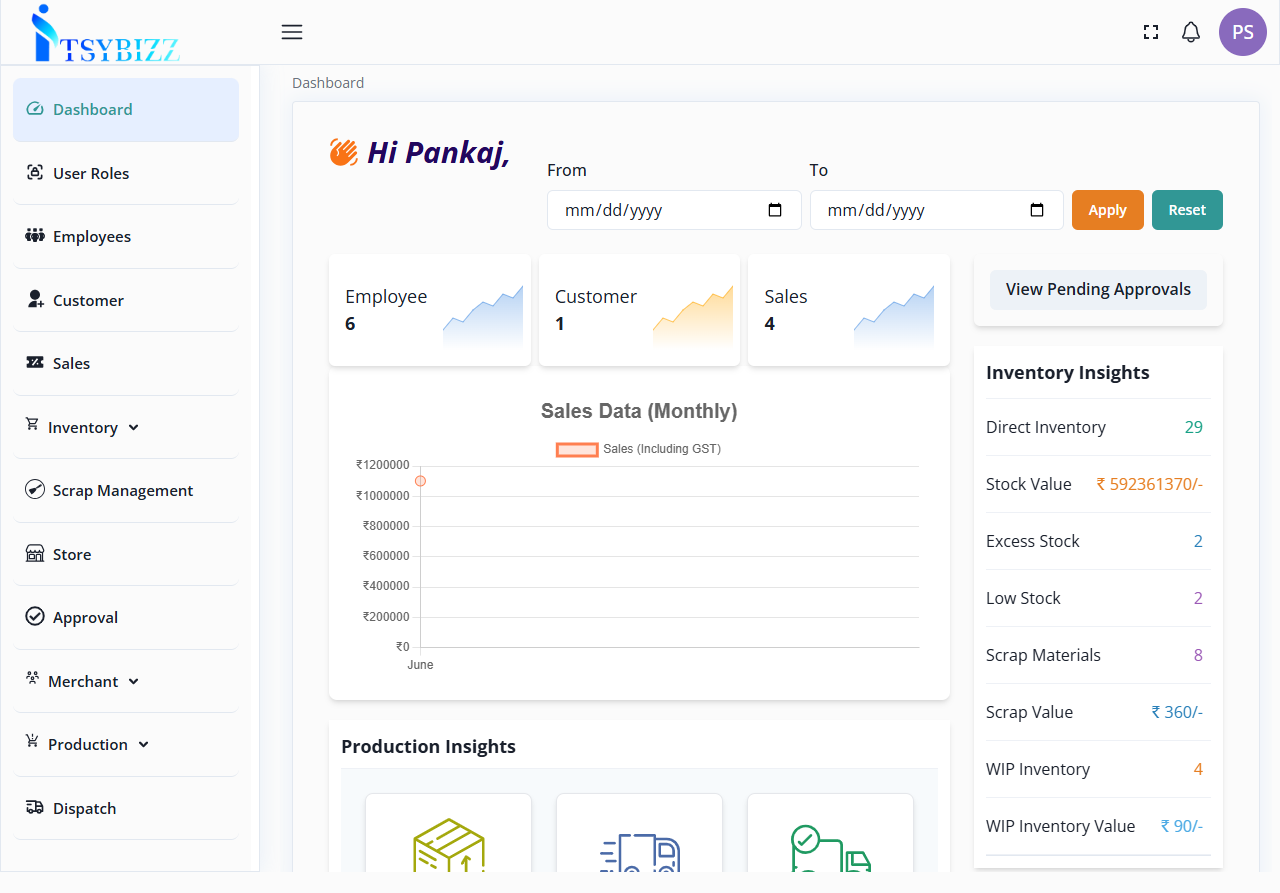 iTSYBIZZ
PS
Dashboard
User Roles
Employees
Customer
Sales
Inventory
Scrap Management
Store
Approval
Merchant
Production
Dispatch
Dashboard
Hi Pankaj,
From
To
mm/dd/yyyy
mm/dd/yyyy
Apply
Reset
Employee
6
Customer
1
Sales
4
View Pending Approvals
Sales Data (Monthly)
Sales (Including GST)
₹1200000
₹1000000
₹800000
₹600000
₹400000
₹200000
₹0
June
Production Insights
Inventory Insights
Direct Inventory 29
Stock Value ₹ 592361370/-
Excess Stock 2
Low Stock 2
Scrap Materials 8
Scrap Value ₹ 360/-
WIP Inventory 4
WIP Inventory Value ₹ 90/-